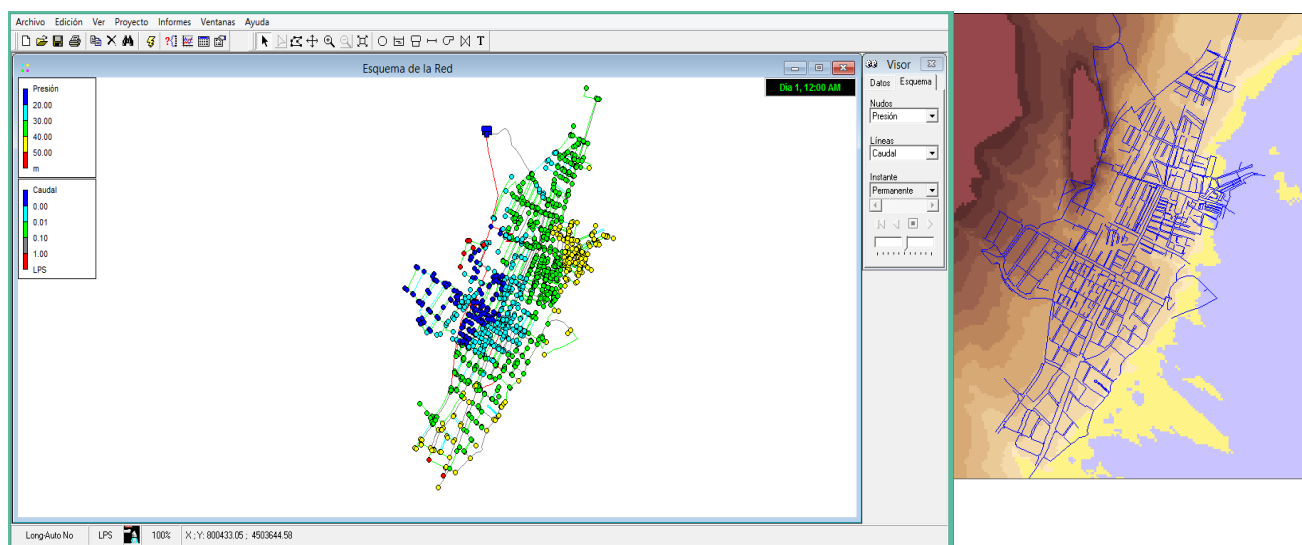 Archivo Edición Ver Proyecto Informes Ventanas Ayuda
T
Esquema de la Red
Visor
Presión
20.00
30.00
40.00
50.00
m
Caudal
0.00
0.01
0.10
1.00
LPS
Dia 1, 12:00 AM
Datos Esquema
Nudos
Presión
Líneas
Caudal
Instante
Permanente
Long-Auto No LPS 100% X ; Y: 800433.05 ; 4503644.58